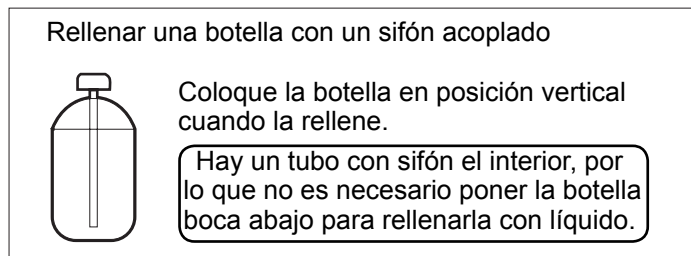 Rellenar una botella con un sifón acoplado
Coloque la botella en posición vertical
cuando la rellene.
Hay un tubo con sifón el interior, por
lo que no es necesario poner la botella
boca abajo para rellenarla con líquido.